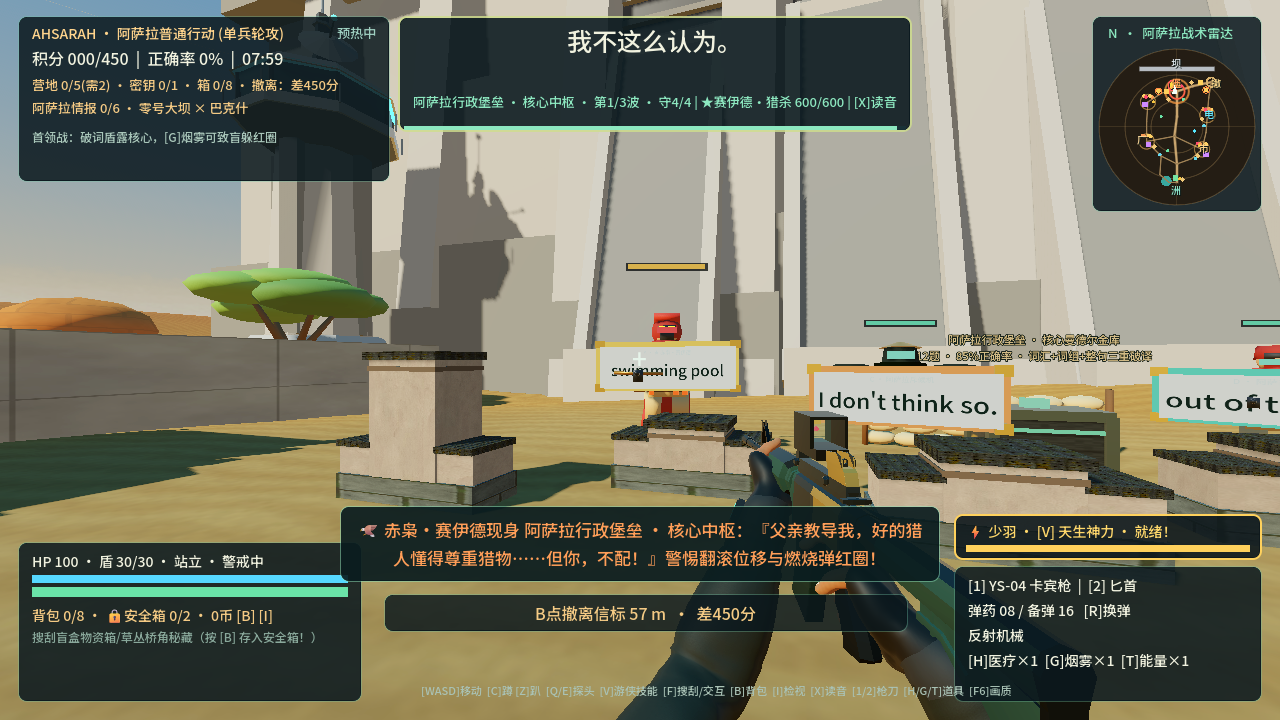 AHSARAH · 阿萨拉普通行动 (单兵轮攻) 预热中
积分 000/450 | 正确率 0% | 07:59
营地 0/5(需2) · 密钥 0/1 · 箱 0/8 · 撤离: 差450分
阿萨拉情报 0/6 · 零号大坝 × 巴克什
首领战: 破词盾露核心, [G]烟雾可致盲躲红圈
我不这么认为。
阿萨拉行政堡垒 · 核心中枢 · 第1/3波 · 守4/4 | ★赛伊德·猎杀 600/600 | [X]读音
N · 阿萨拉战术雷达
坝
电
洲
阿萨拉行政堡垒 · 核心曼德尔金库
swimming pool
I don't think so.
out of t
赤枭·赛伊德现身 阿萨拉行政堡垒 · 核心中枢: 『父亲教导我，好的猎
人懂得尊重猎物……但你，不配！』警惕翻滚位移与燃烧弹红圈！
B点撤离信标 57 m · 差450分
HP 100 · 盾 30/30 · 站立 · 警戒中
背包 0/8 · 安全箱 0/2 · 0币 [B] [I]
搜刮盲盒物资箱/草丛桥角秘藏（按 [B] 存入安全箱！）
少羽 · [V] 天生神力 · 就绪！
[1] YS-04 卡宾枪 | [2] 匕首
弹药 08 / 备弹 16 [R]换弹
反射机械
[H]医疗×1 [G]烟雾×1 [T]能量×1
[WASD]移动 [C]蹲 [Z]趴 [Q/E]探头 [V]游侠技能 [F]搜刮/交互 [B]背包 [I]检视 [X]读音 [1/2]枪刀 [H/G/T]道具 [F6]画质